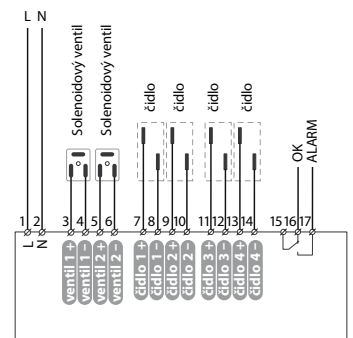 L N
Solenoidový ventil
Solenoidový ventil
čidlo
čidlo
čidlo
čidlo
OK
ALARM
1 2 3 4 5 6 7 8 9 10 11 12 13 14 15 16 17
L
N
ventil 1 +
ventil 1 –
ventil 2 +
ventil 2 –
čidlo 1 +
čidlo 1 –
čidlo 2 +
čidlo 2 –
čidlo 3 +
čidlo 3 –
čidlo 4 +
čidlo 4 –